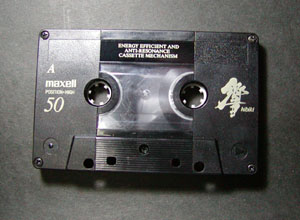 ENERGY EFFICIENT AND
ANTI-RESONANCE
CASSETTE MECHANISM
A
maxell
POSITION•HIGH
50
響
hibiki